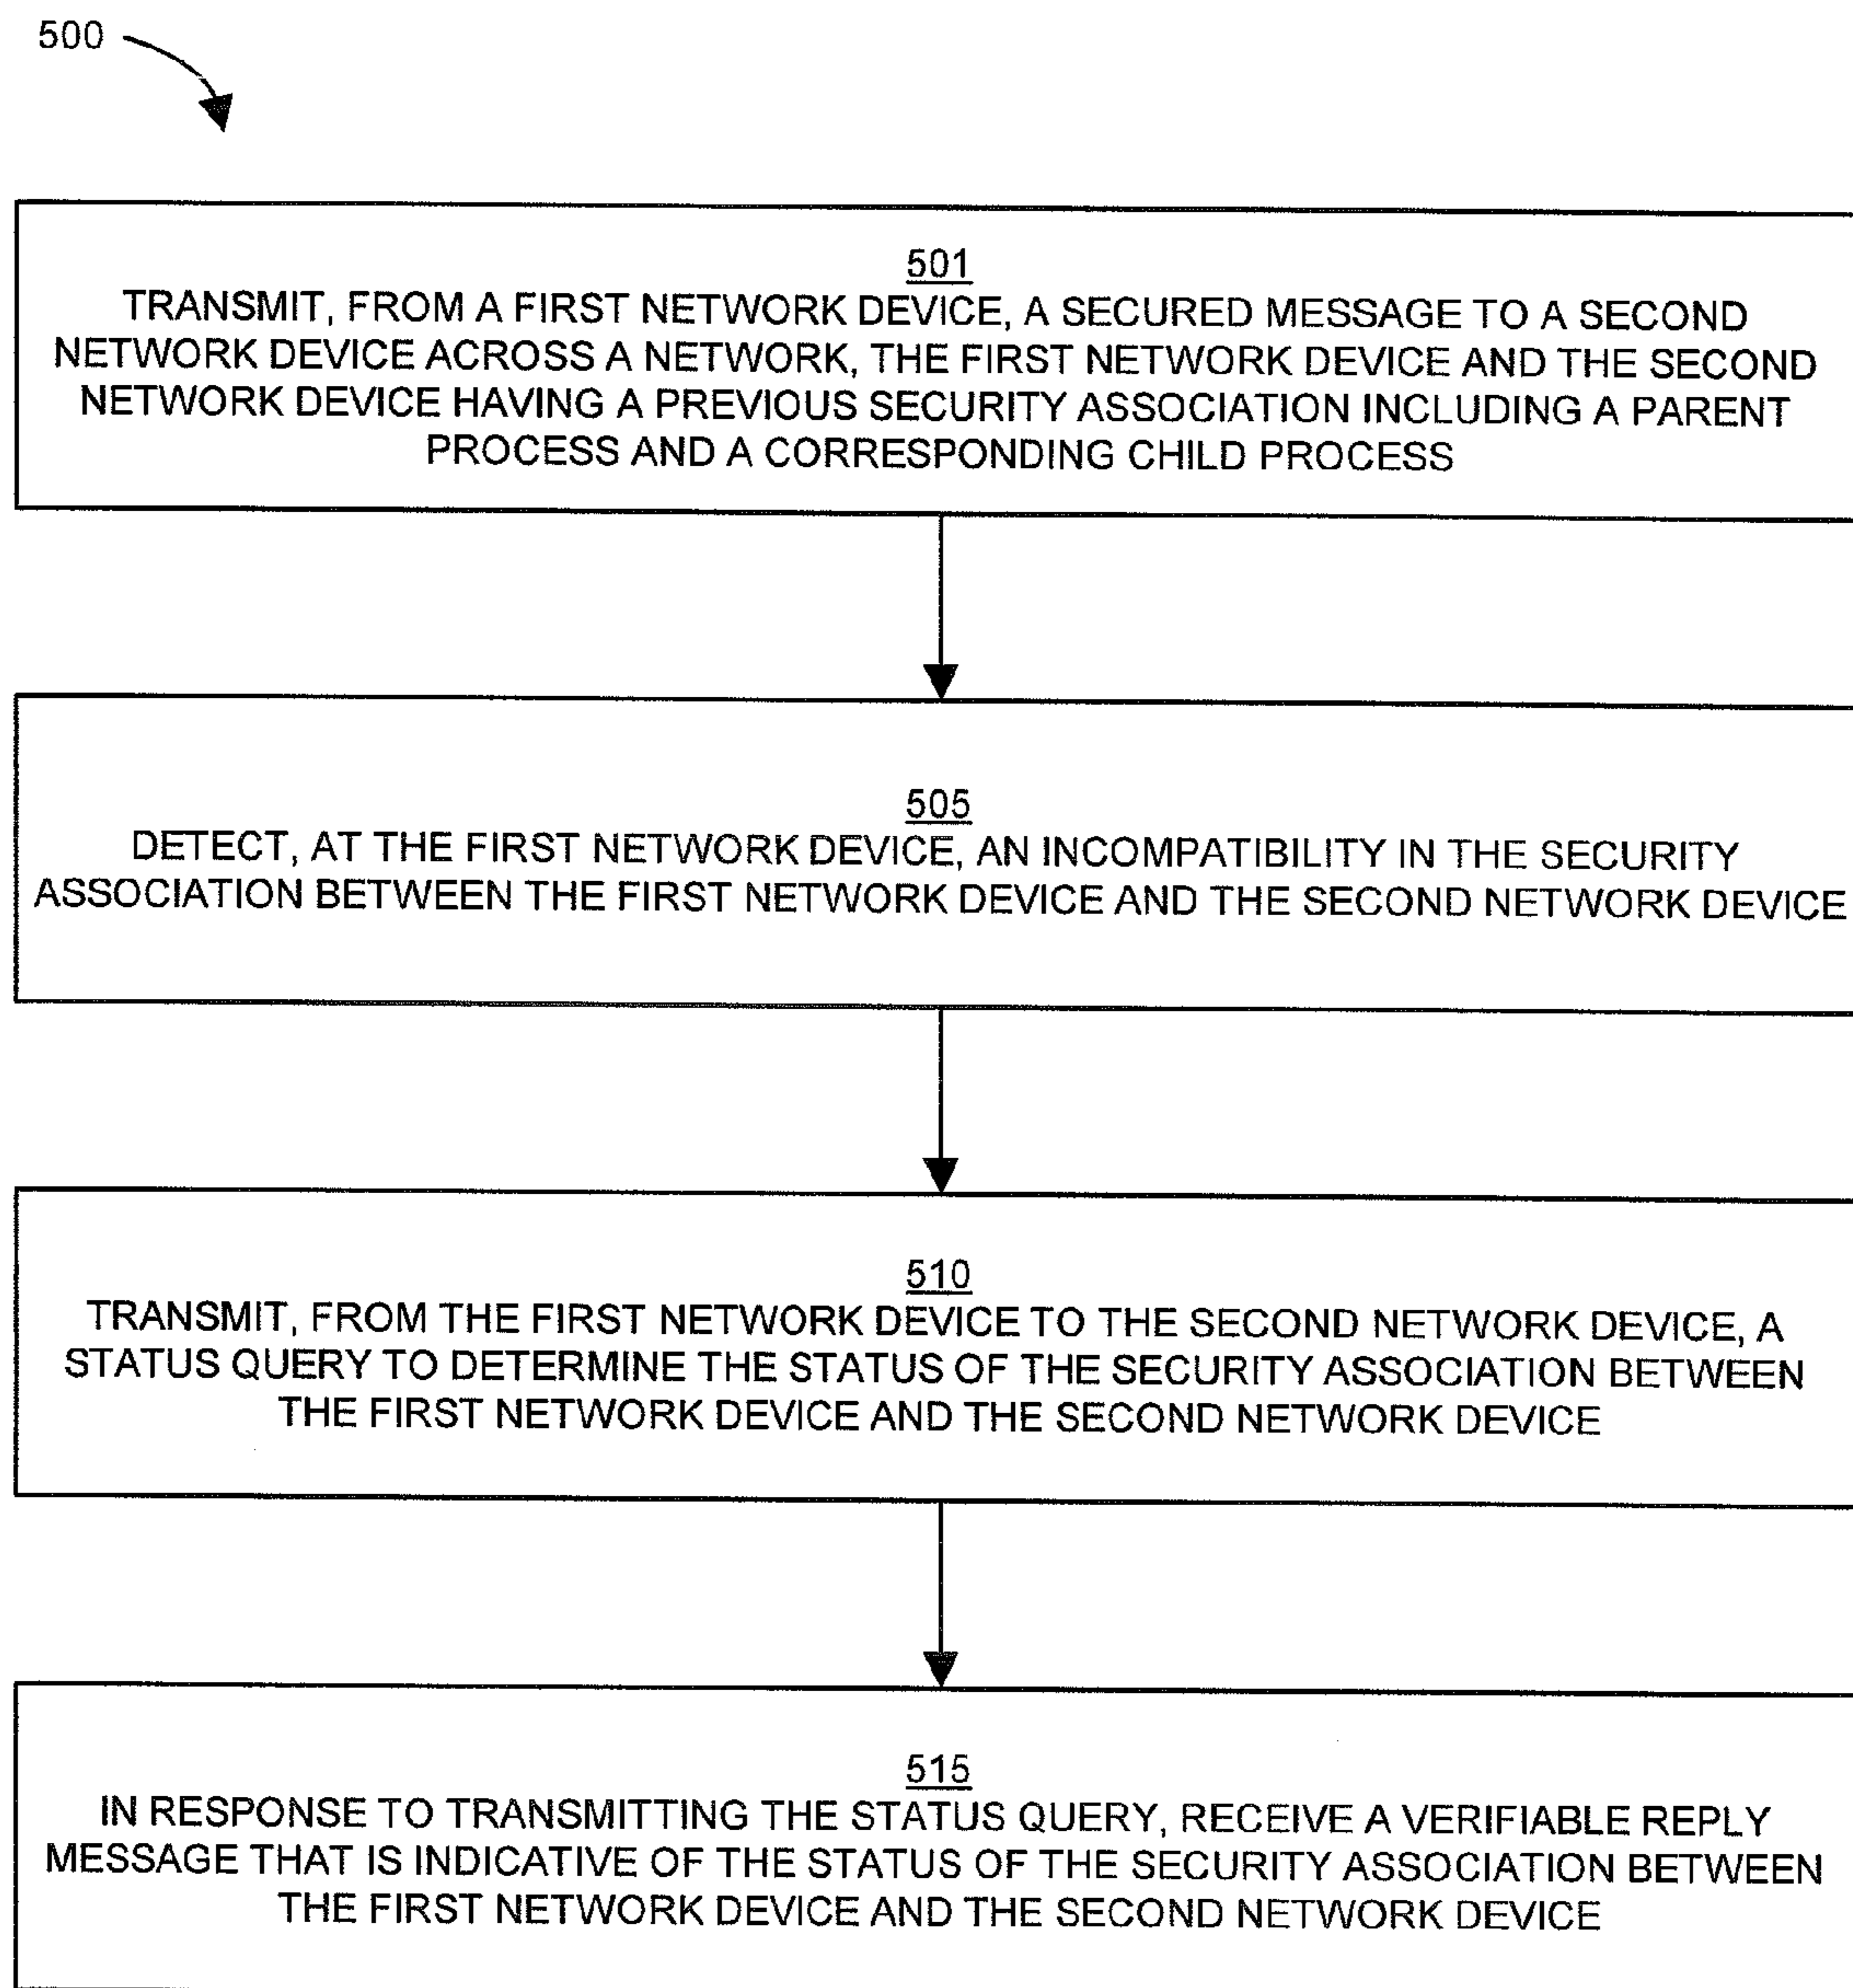 500
501
TRANSMIT, FROM A FIRST NETWORK DEVICE, A SECURED MESSAGE TO A SECOND
NETWORK DEVICE ACROSS A NETWORK, THE FIRST NETWORK DEVICE AND THE SECOND
NETWORK DEVICE HAVING A PREVIOUS SECURITY ASSOCIATION INCLUDING A PARENT
PROCESS AND A CORRESPONDING CHILD PROCESS
505
DETECT, AT THE FIRST NETWORK DEVICE, AN INCOMPATIBILITY IN THE SECURITY
ASSOCIATION BETWEEN THE FIRST NETWORK DEVICE AND THE SECOND NETWORK DEVICE
510
TRANSMIT, FROM THE FIRST NETWORK DEVICE TO THE SECOND NETWORK DEVICE, A
STATUS QUERY TO DETERMINE THE STATUS OF THE SECURITY ASSOCIATION BETWEEN
THE FIRST NETWORK DEVICE AND THE SECOND NETWORK DEVICE
515
IN RESPONSE TO TRANSMITTING THE STATUS QUERY, RECEIVE A VERIFIABLE REPLY
MESSAGE THAT IS INDICATIVE OF THE STATUS OF THE SECURITY ASSOCIATION BETWEEN
THE FIRST NETWORK DEVICE AND THE SECOND NETWORK DEVICE